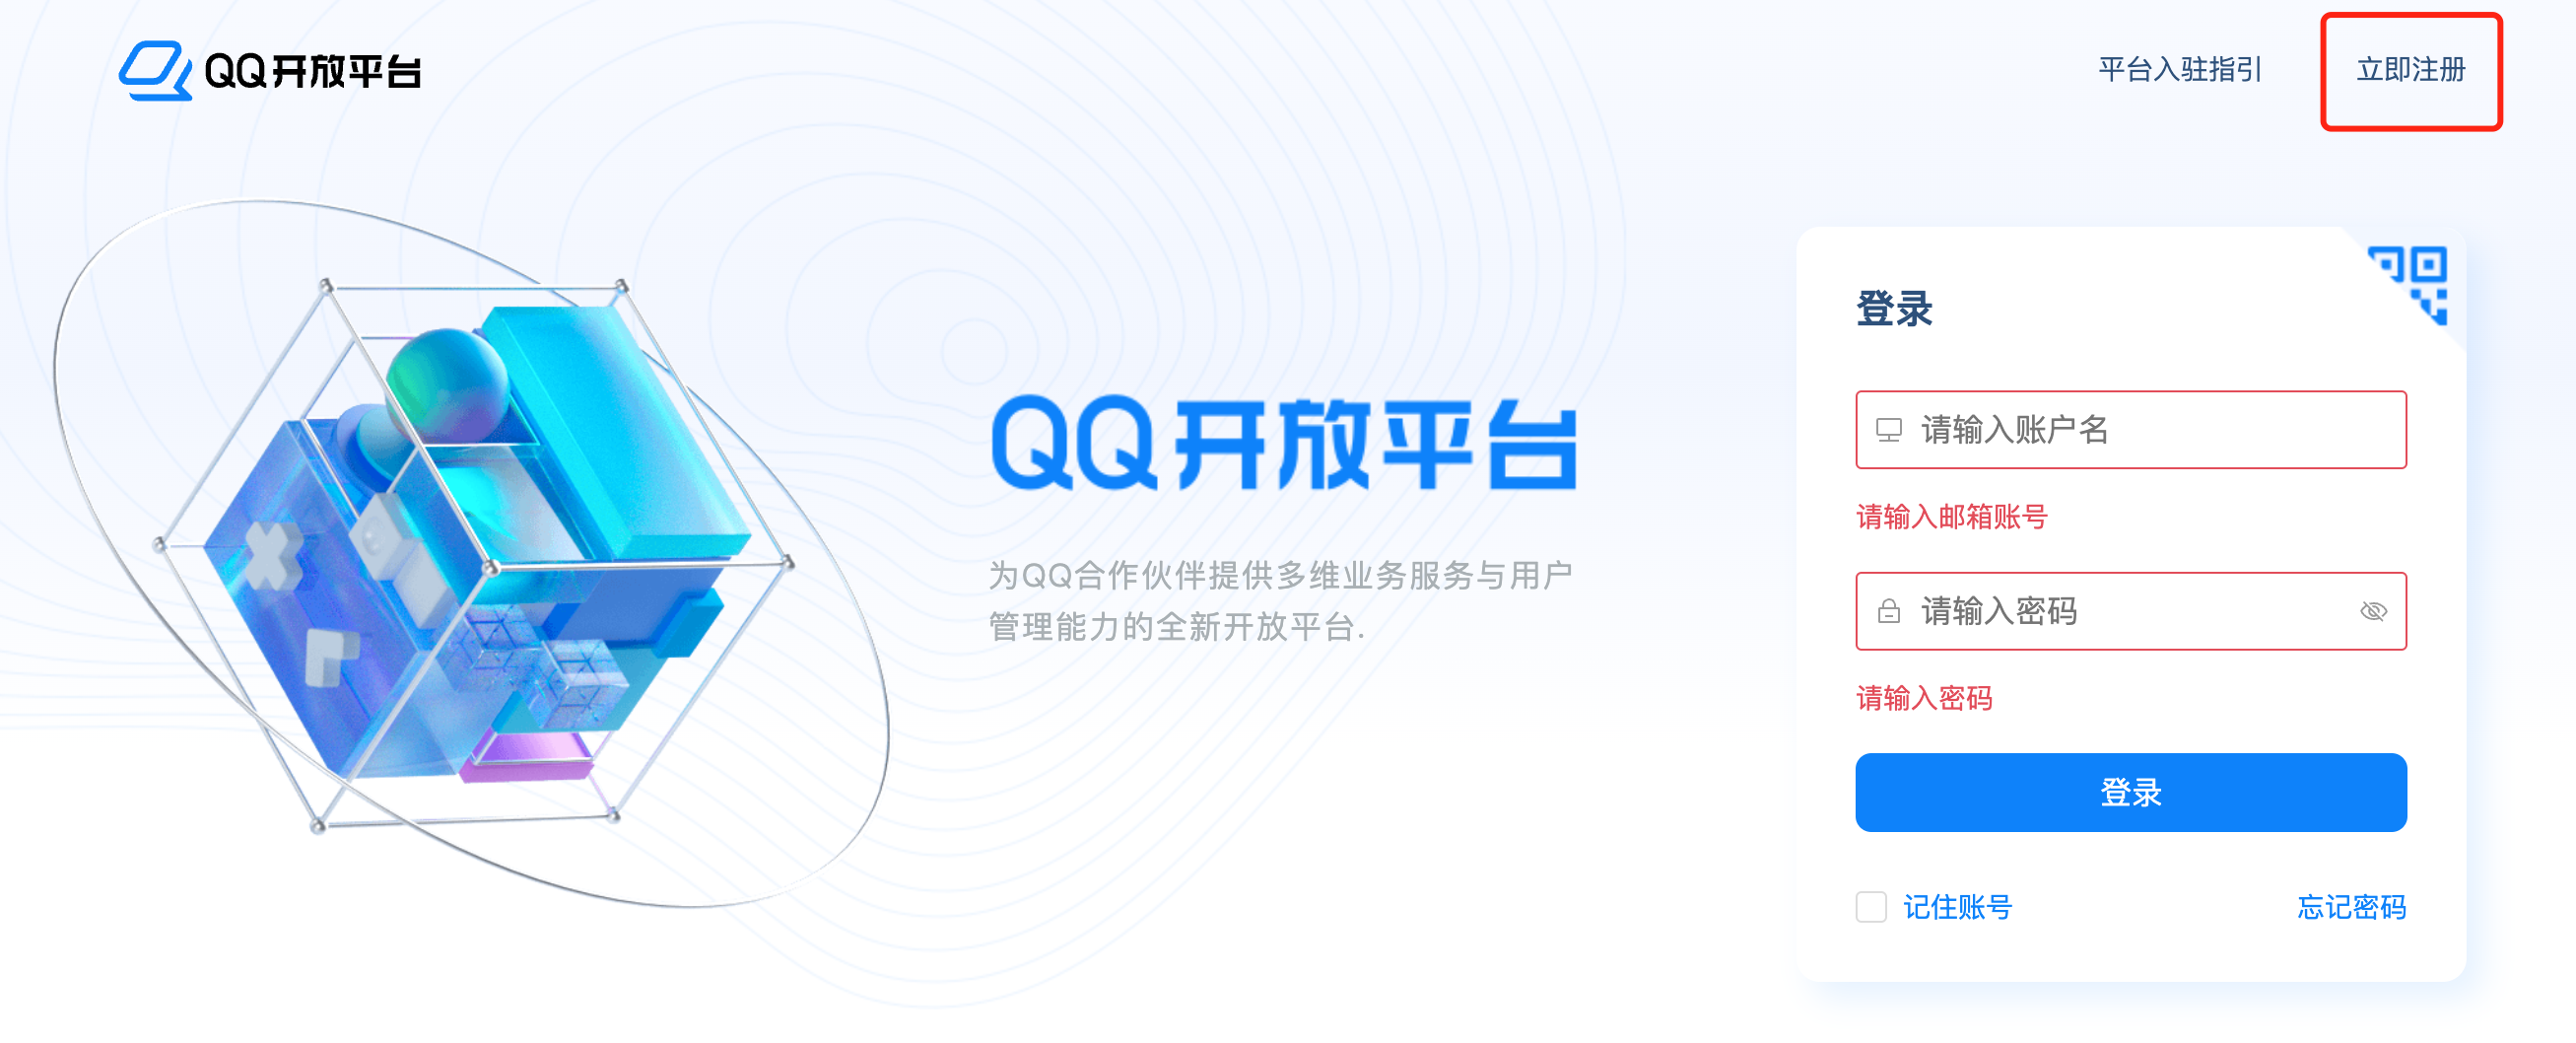 QQ开放平台
平台入驻指引
立即注册
QQ开放平台
为QQ合作伙伴提供多维业务服务与用户
管理能力的全新开放平台.
登录
请输入账户名
请输入邮箱账号
请输入密码
请输入密码
登录
记住账号
忘记密码